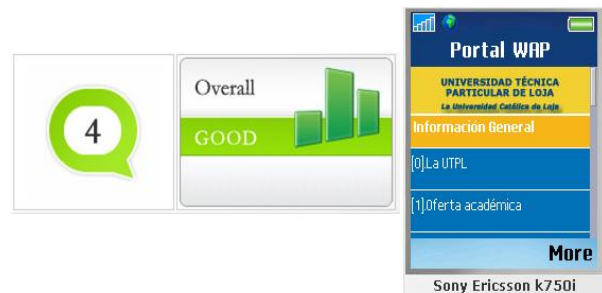 4
Overall
GOOD
Portal WAP
UNIVERSIDAD TÉCNICA
PARTICULAR DE LOJA
La Universidad Católica de Loja
Información General
[0].La UTPL
[1].Oferta académica
More
Sony Ericsson k750i